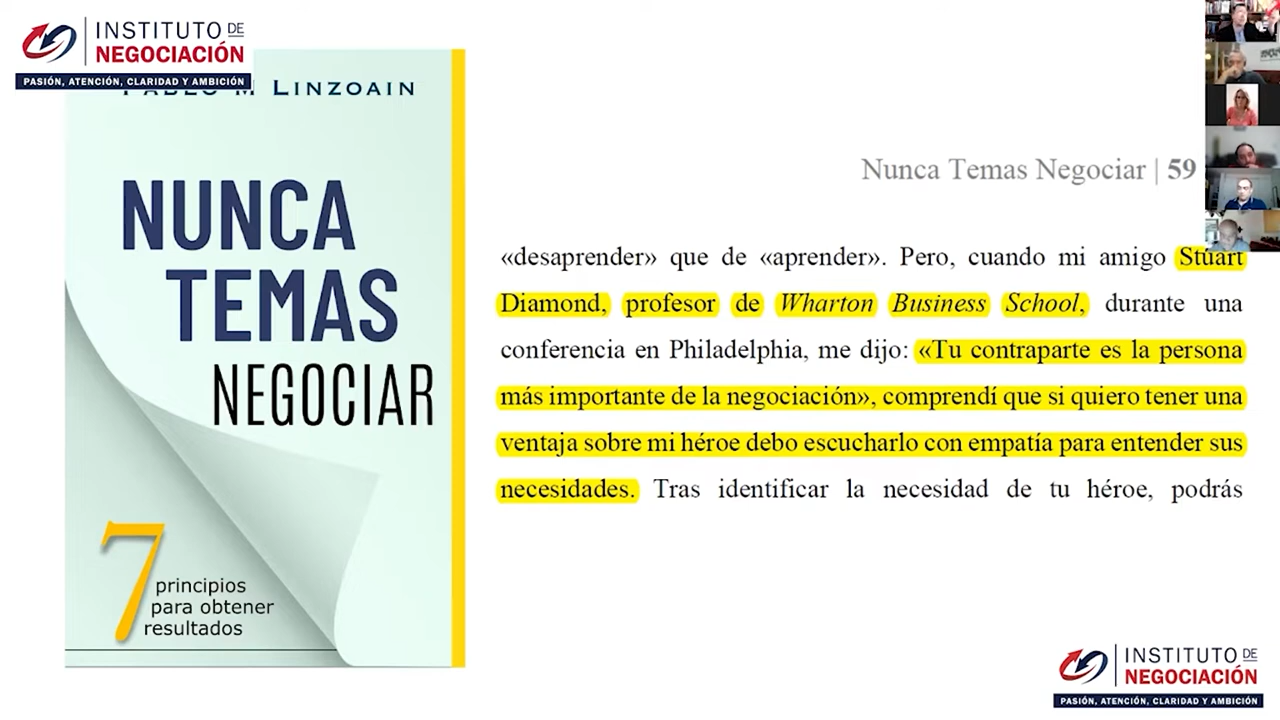 INSTITUTO DE
NEGOCIACIÓN
PASIÓN, ATENCIÓN, CLARIDAD Y AMBICIÓN
PABLO M LINZOAIN
NUNCA
TEMAS
NEGOCIAR
7
principios
para obtener
resultados
Nunca Temas Negociar | 59
«desaprender» que de «aprender». Pero, cuando mi amigo Stuart
Diamond, profesor de Wharton Business School, durante una
conferencia en Philadelphia, me dijo: «Tu contraparte es la persona
más importante de la negociación», comprendí que si quiero tener una
ventaja sobre mi héroe debo escucharlo con empatía para entender sus
necesidades. Tras identificar la necesidad de tu héroe, podrás
INSTITUTO DE
NEGOCIACIÓN
PASIÓN, ATENCIÓN, CLARIDAD Y AMBICIÓN